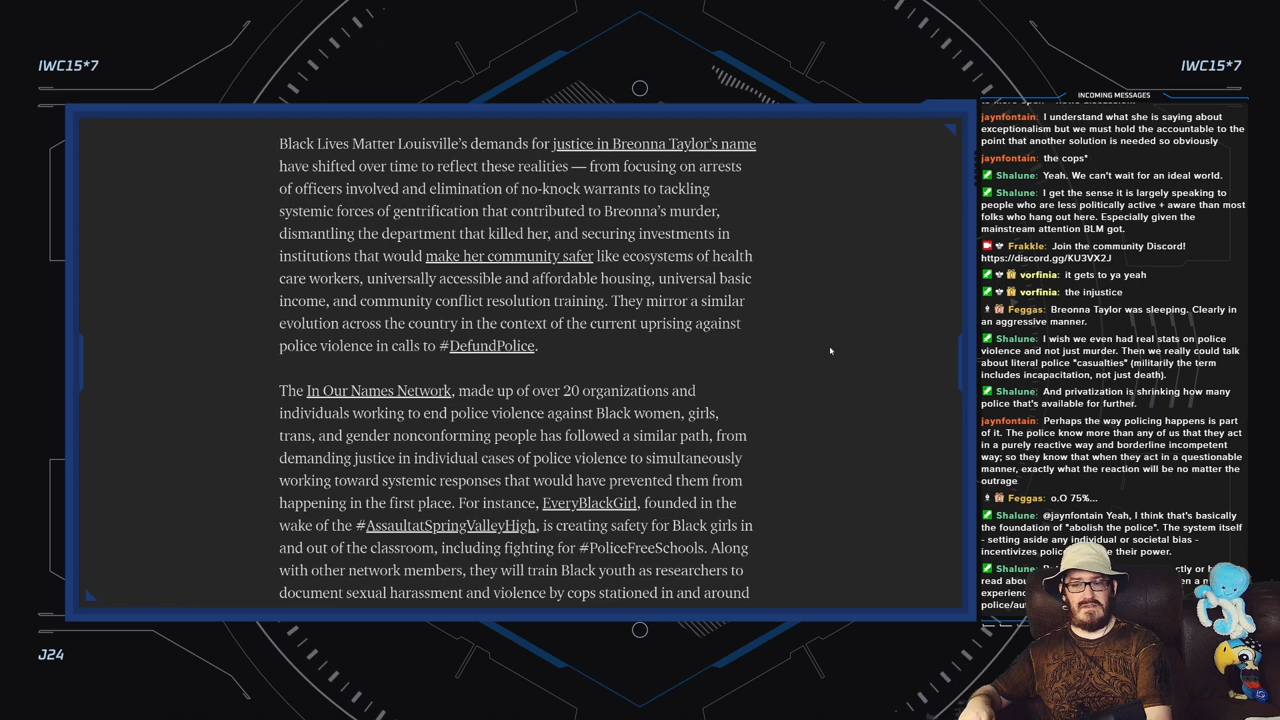 IWC15*7
IWC15*7
Black Lives Matter Louisville’s demands for justice in Breonna Taylor’s name
have shifted over time to reflect these realities — from focusing on arrests
of officers involved and elimination of no-knock warrants to tackling
systemic forces of gentrification that contributed to Breonna’s murder,
dismantling the department that killed her, and securing investments in
institutions that would make her community safer like ecosystems of health
care workers, universally accessible and affordable housing, universal basic
income, and community conflict resolution training. They mirror a similar
evolution across the country in the context of the current uprising against
police violence in calls to #DefundPolice.
The In Our Names Network, made up of over 20 organizations and
individuals working to end police violence against Black women, girls,
trans, and gender nonconforming people has followed a similar path, from
demanding justice in individual cases of police violence to simultaneously
working toward systemic responses that would have prevented them from
happening in the first place. For instance, EveryBlackGirl, founded in the
wake of the #AssaultatSpringValleyHigh, is creating safety for Black girls in
and out of the classroom, including fighting for #PoliceFreeSchools. Along
with other network members, they will train Black youth as researchers to
document sexual harassment and violence by cops stationed in and around
J24
INCOMING MESSAGES
jaynfontain: I understand what she is saying about
exceptionalism but we must hold the accountable to the
point that another solution is needed so obviously
jaynfontain: the cops*
Shalune: Yeah. We can't wait for an ideal world.
Shalune: I get the sense it is largely speaking to
people who are less politically active + aware than most
folks who hang out here. Especially given the
mainstream attention BLM got.
Frakkle: Join the community Discord!
https://discord.gg/KU3VX2J
vorfinia: it gets to ya yeah
vorfinia: the injustice
Feggas: Breonna Taylor was sleeping. Clearly in
an aggressive manner.
Shalune: I wish we even had real stats on police
violence and not just murder. Then we really could talk
about literal police "casualties" (militarily the term
includes incapacitation, not just death).
Shalune: And privatization is shrinking how many
police that's available for further.
jaynfontain: Perhaps the way policing happens is part
of it. The police know more than any of us that they act
in a purely reactive way and borderline incompetent
way; so they know that when they act in a questionable
manner, exactly what the reaction will be no matter the
outrage
Feggas: o.O 75%...
Shalune: @jaynfontain Yeah, I think that's basically
the foundation of "abolish the police". The system itself
- setting aside any individual or societal bias -
incentivizes their power.
Shalune:
read